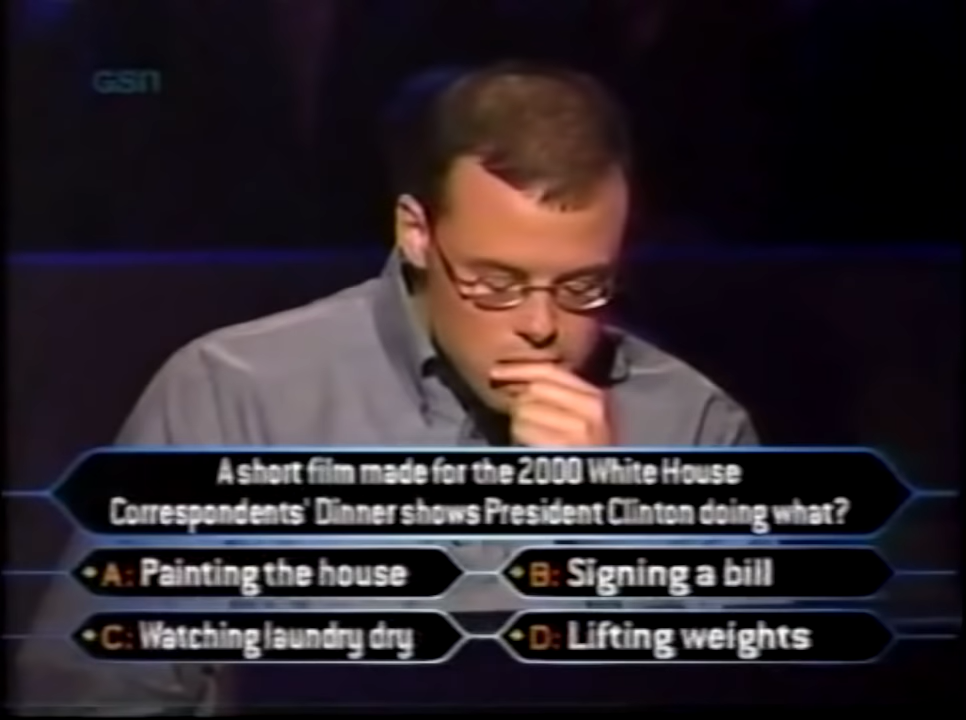 GSN
A short film made for the 2000 White House
Correspondents' Dinner shows President Clinton doing what?
A: Painting the house
B: Signing a bill
C: Watching laundry dry
D: Lifting weights